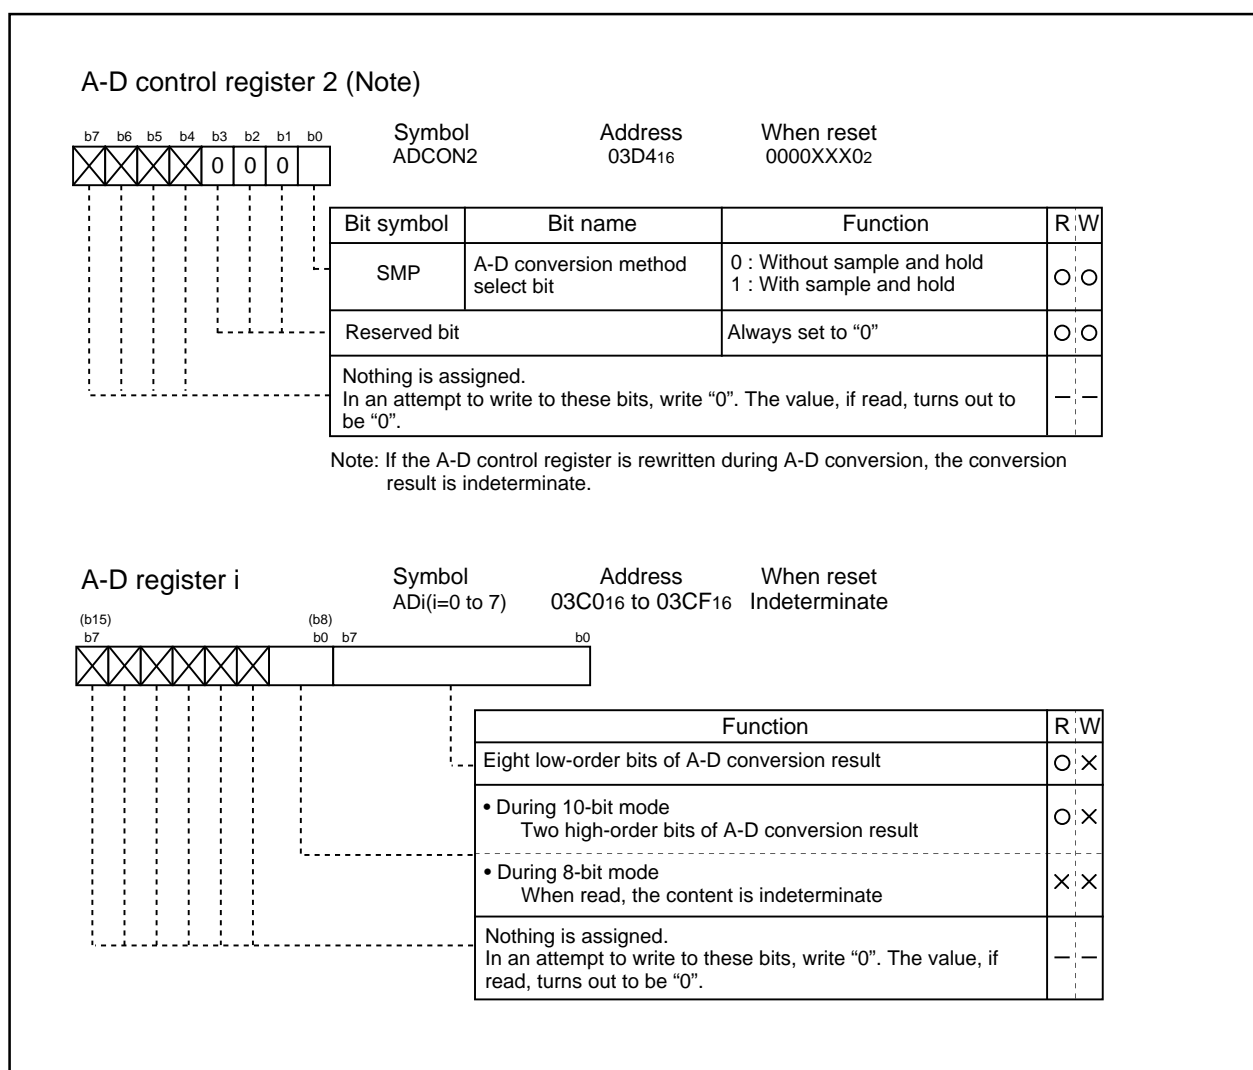 A-D control register 2 (Note)
b7 b6 b5 b4 b3 b2 b1 b0
0 0 0
Symbol Address When reset
ADCON2 03D416 0000XXX02
Bit symbol Bit name Function R W
SMP A-D conversion method select bit 0 : Without sample and hold
1 : With sample and hold
Reserved bit Always set to “0”
Nothing is assigned.
In an attempt to write to these bits, write “0”. The value, if read, turns out to
be “0”.
Note: If the A-D control register is rewritten during A-D conversion, the conversion
result is indeterminate.
A-D register i
Symbol Address When reset
ADi(i=0 to 7) 03C016 to 03CF16 Indeterminate
(b15) (b8)
b7 b0 b7 b0
Function R W
Eight low-order bits of A-D conversion result
• During 10-bit mode
Two high-order bits of A-D conversion result
• During 8-bit mode
When read, the content is indeterminate
Nothing is assigned.
In an attempt to write to these bits, write “0”. The value, if
read, turns out to be “0”.